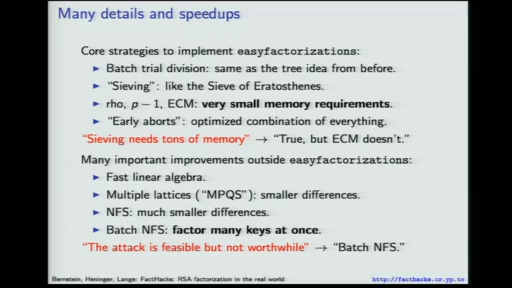 Many details and speedups
Core strategies to implement easyfactorizations:
▶ Batch trial division: same as the tree idea from before.
▶ "Sieving": like the Sieve of Eratosthenes.
▶ rho, p − 1, ECM: very small memory requirements.
▶ "Early aborts": optimized combination of everything.
"Sieving needs tons of memory" → "True, but ECM doesn't."
Many important improvements outside easyfactorizations:
▶ Fast linear algebra.
▶ Multiple lattices ("MPQS"): smaller differences.
▶ NFS: much smaller differences.
▶ Batch NFS: factor many keys at once.
"The attack is feasible but not worthwhile" → "Batch NFS."
Bernstein, Heninger, Lange: FactHacks: RSA factorization in the real world
http://facthacks.cr.yp.to